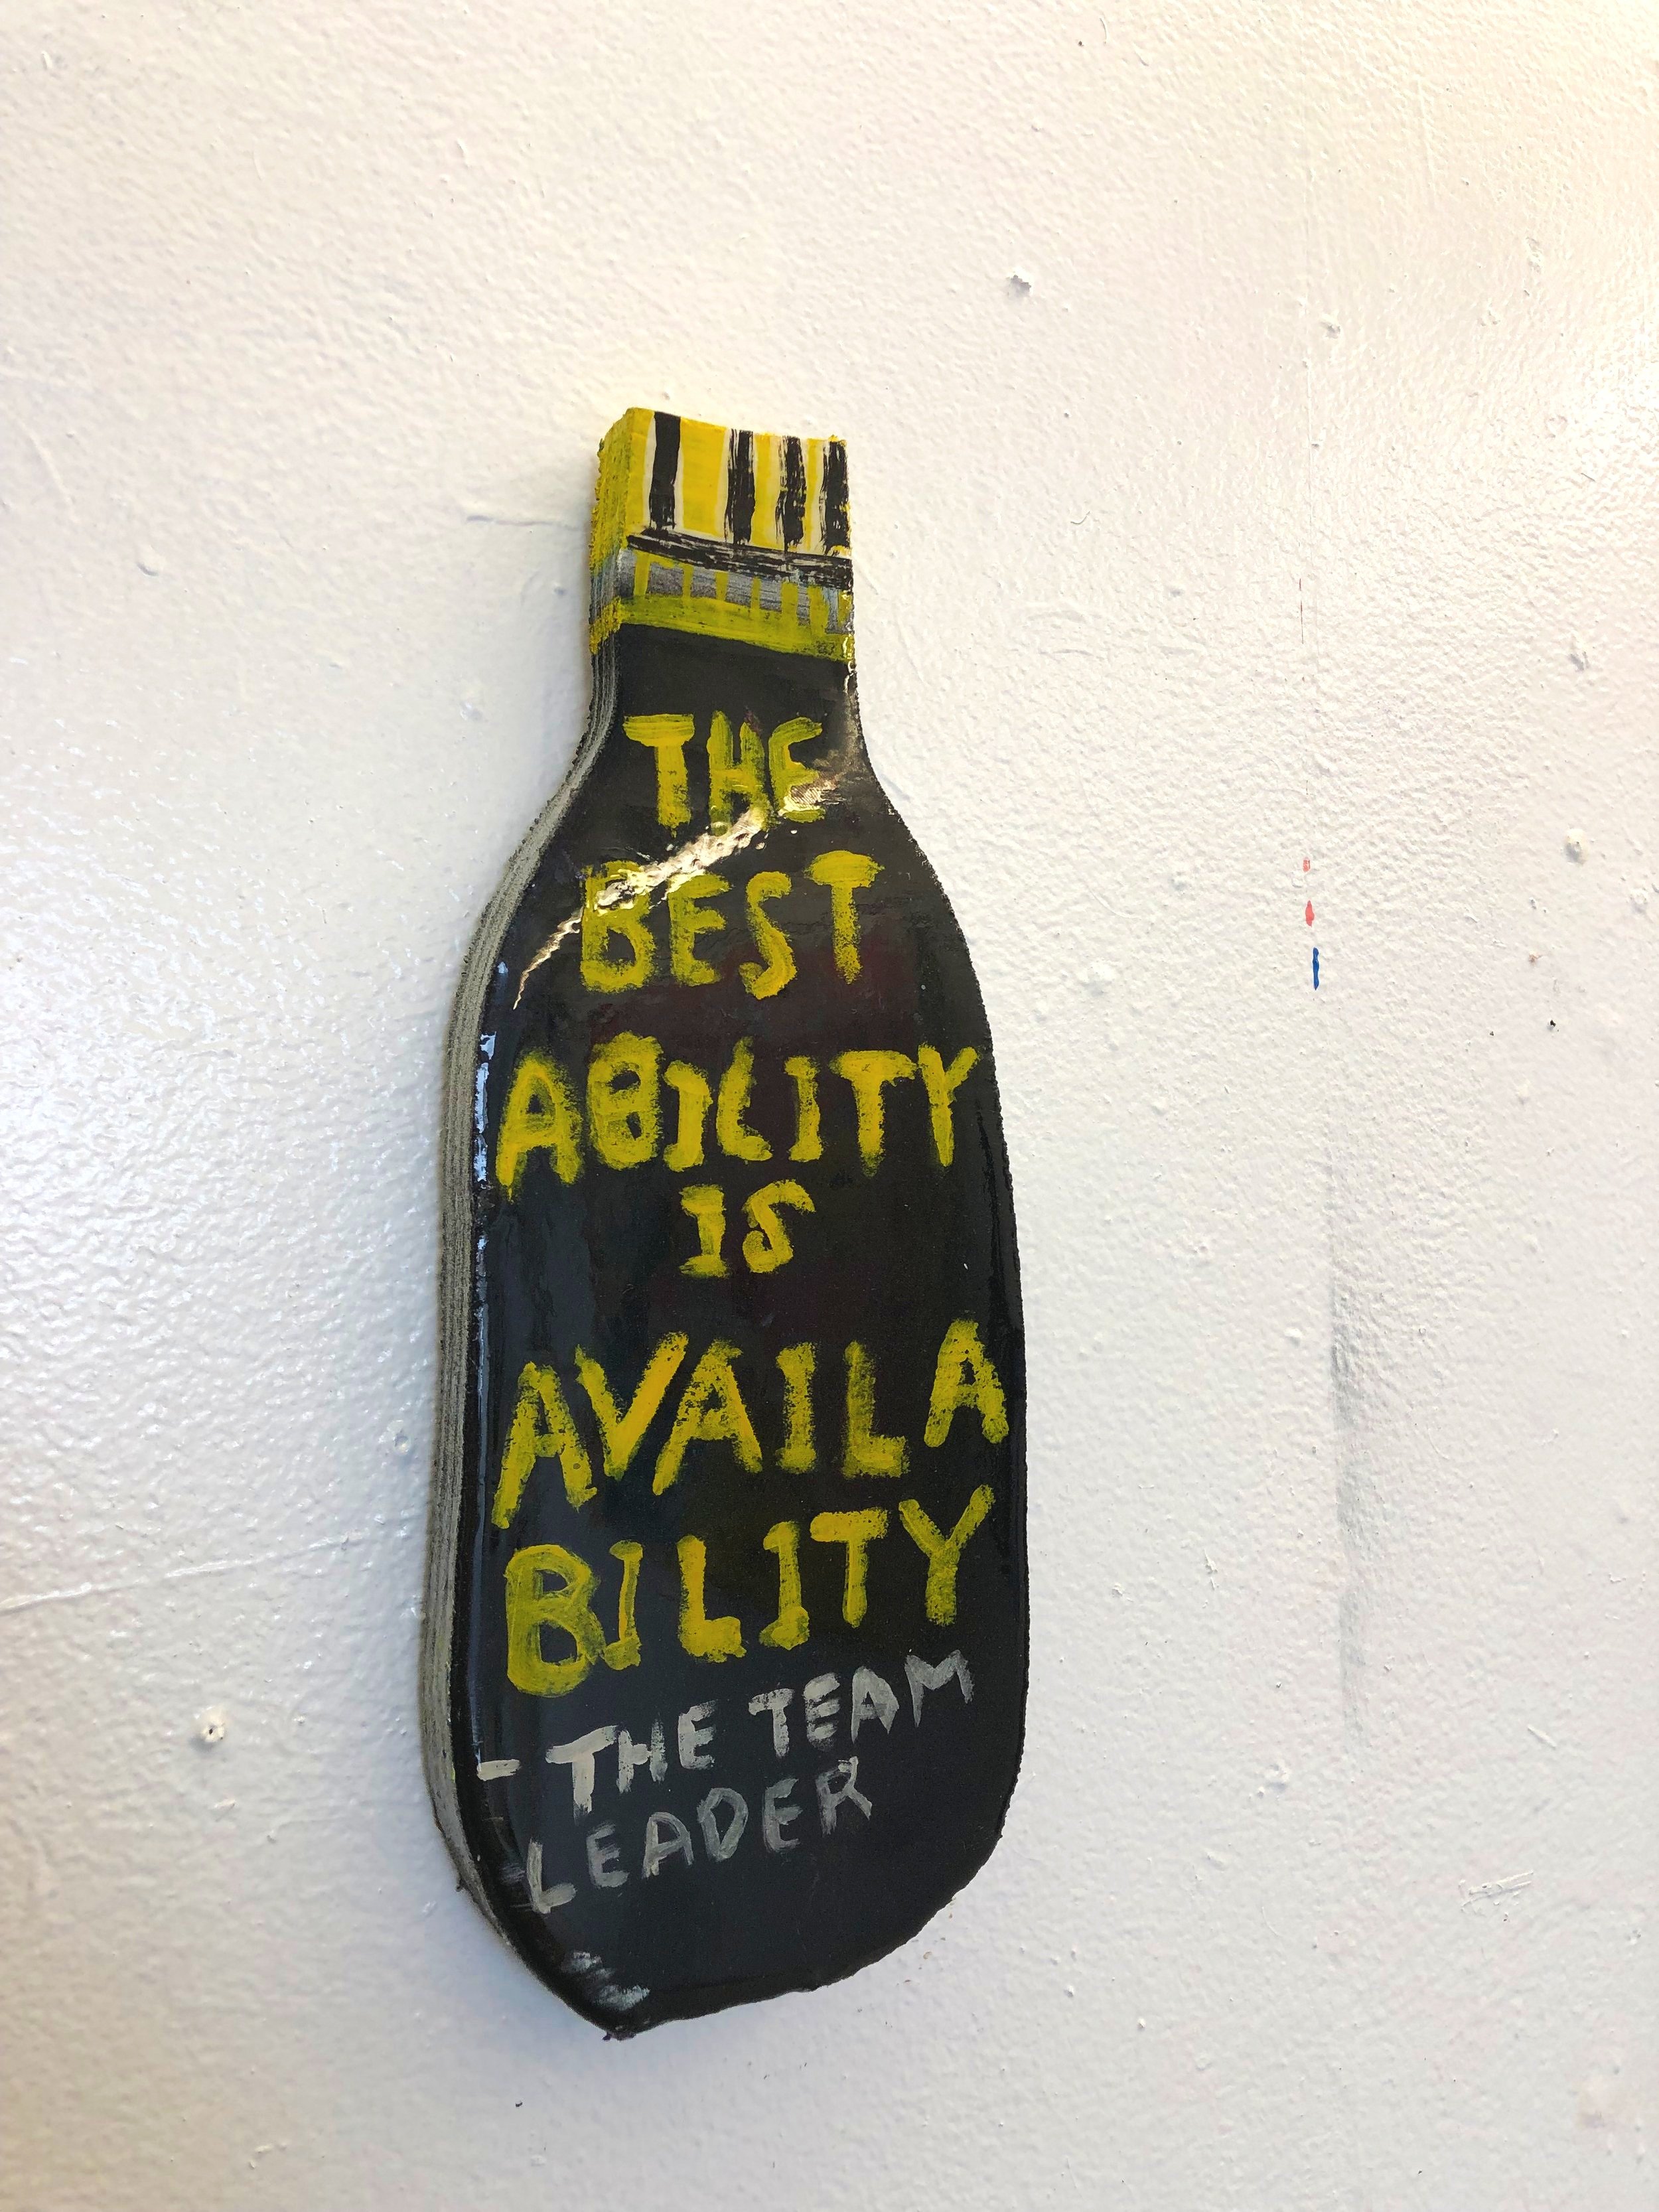 THE
BEST
ABILITY
IS
AVAILA
BILITY
- THE TEAM
LEADER